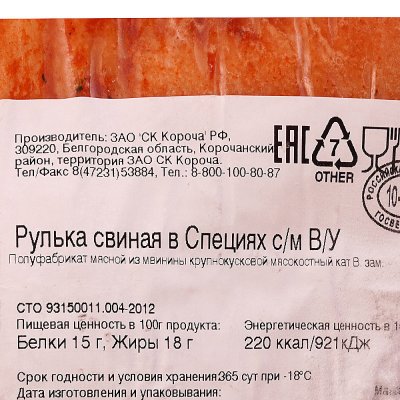 Производитель: ЗАО 'СК Короча' РФ,
309220, Белгородская область, Корочанский
район, территория ЗАО СК Короча.
Тел/Факс 8(47231)53884, Тел.: 8-800-100-80-87
EAC
7
OTHER
10-
Рулька свиная в Специях с/м В/У
Полуфабрикат мясной из мвинины крупнокусковой мясокостный кат В. зам.
СТО 93150011.004-2012
Пищевая ценность в 100г продукта:
Белки 15 г, Жиры 18 г
Энергетическая ценность в 1
220 ккал/921кДж
Срок годности и условия хранения:365 сут при -18°С
Дата изготовления и упаковывания: